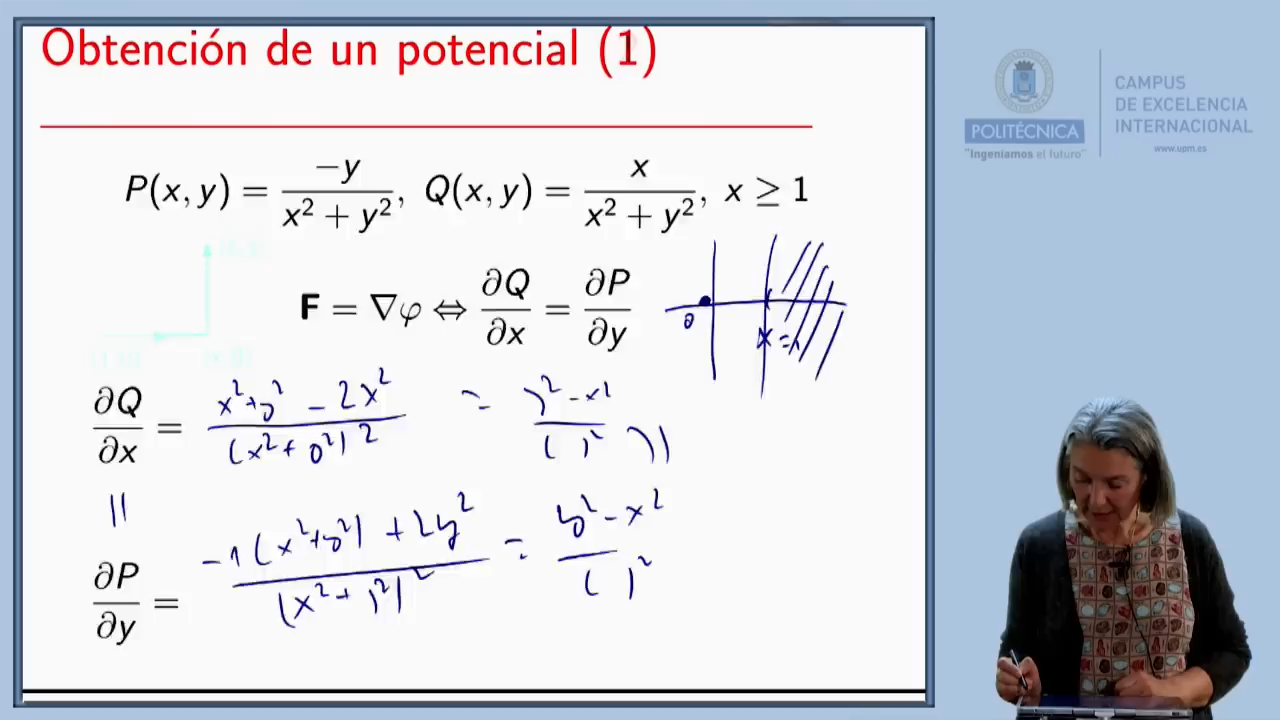 Obtención de un potencial (1)
P(x, y) = −y / (x² + y²), Q(x, y) = x / (x² + y²), x ≥ 1
F = ∇φ ⇔ ∂Q/∂x = ∂P/∂y
0
x = 1
∂Q/∂x = (x² + y² − 2x²) / (x² + y²)² = (y² − x²) / ( )²
=
∂P/∂y = (−1(x² + y²) + 2y²) / (x² + y²)² = (y² − x²) / ( )²
POLITÉCNICA
"Ingeniamos el futuro"
CAMPUS
DE EXCELENCIA
INTERNACIONAL
www.upm.es